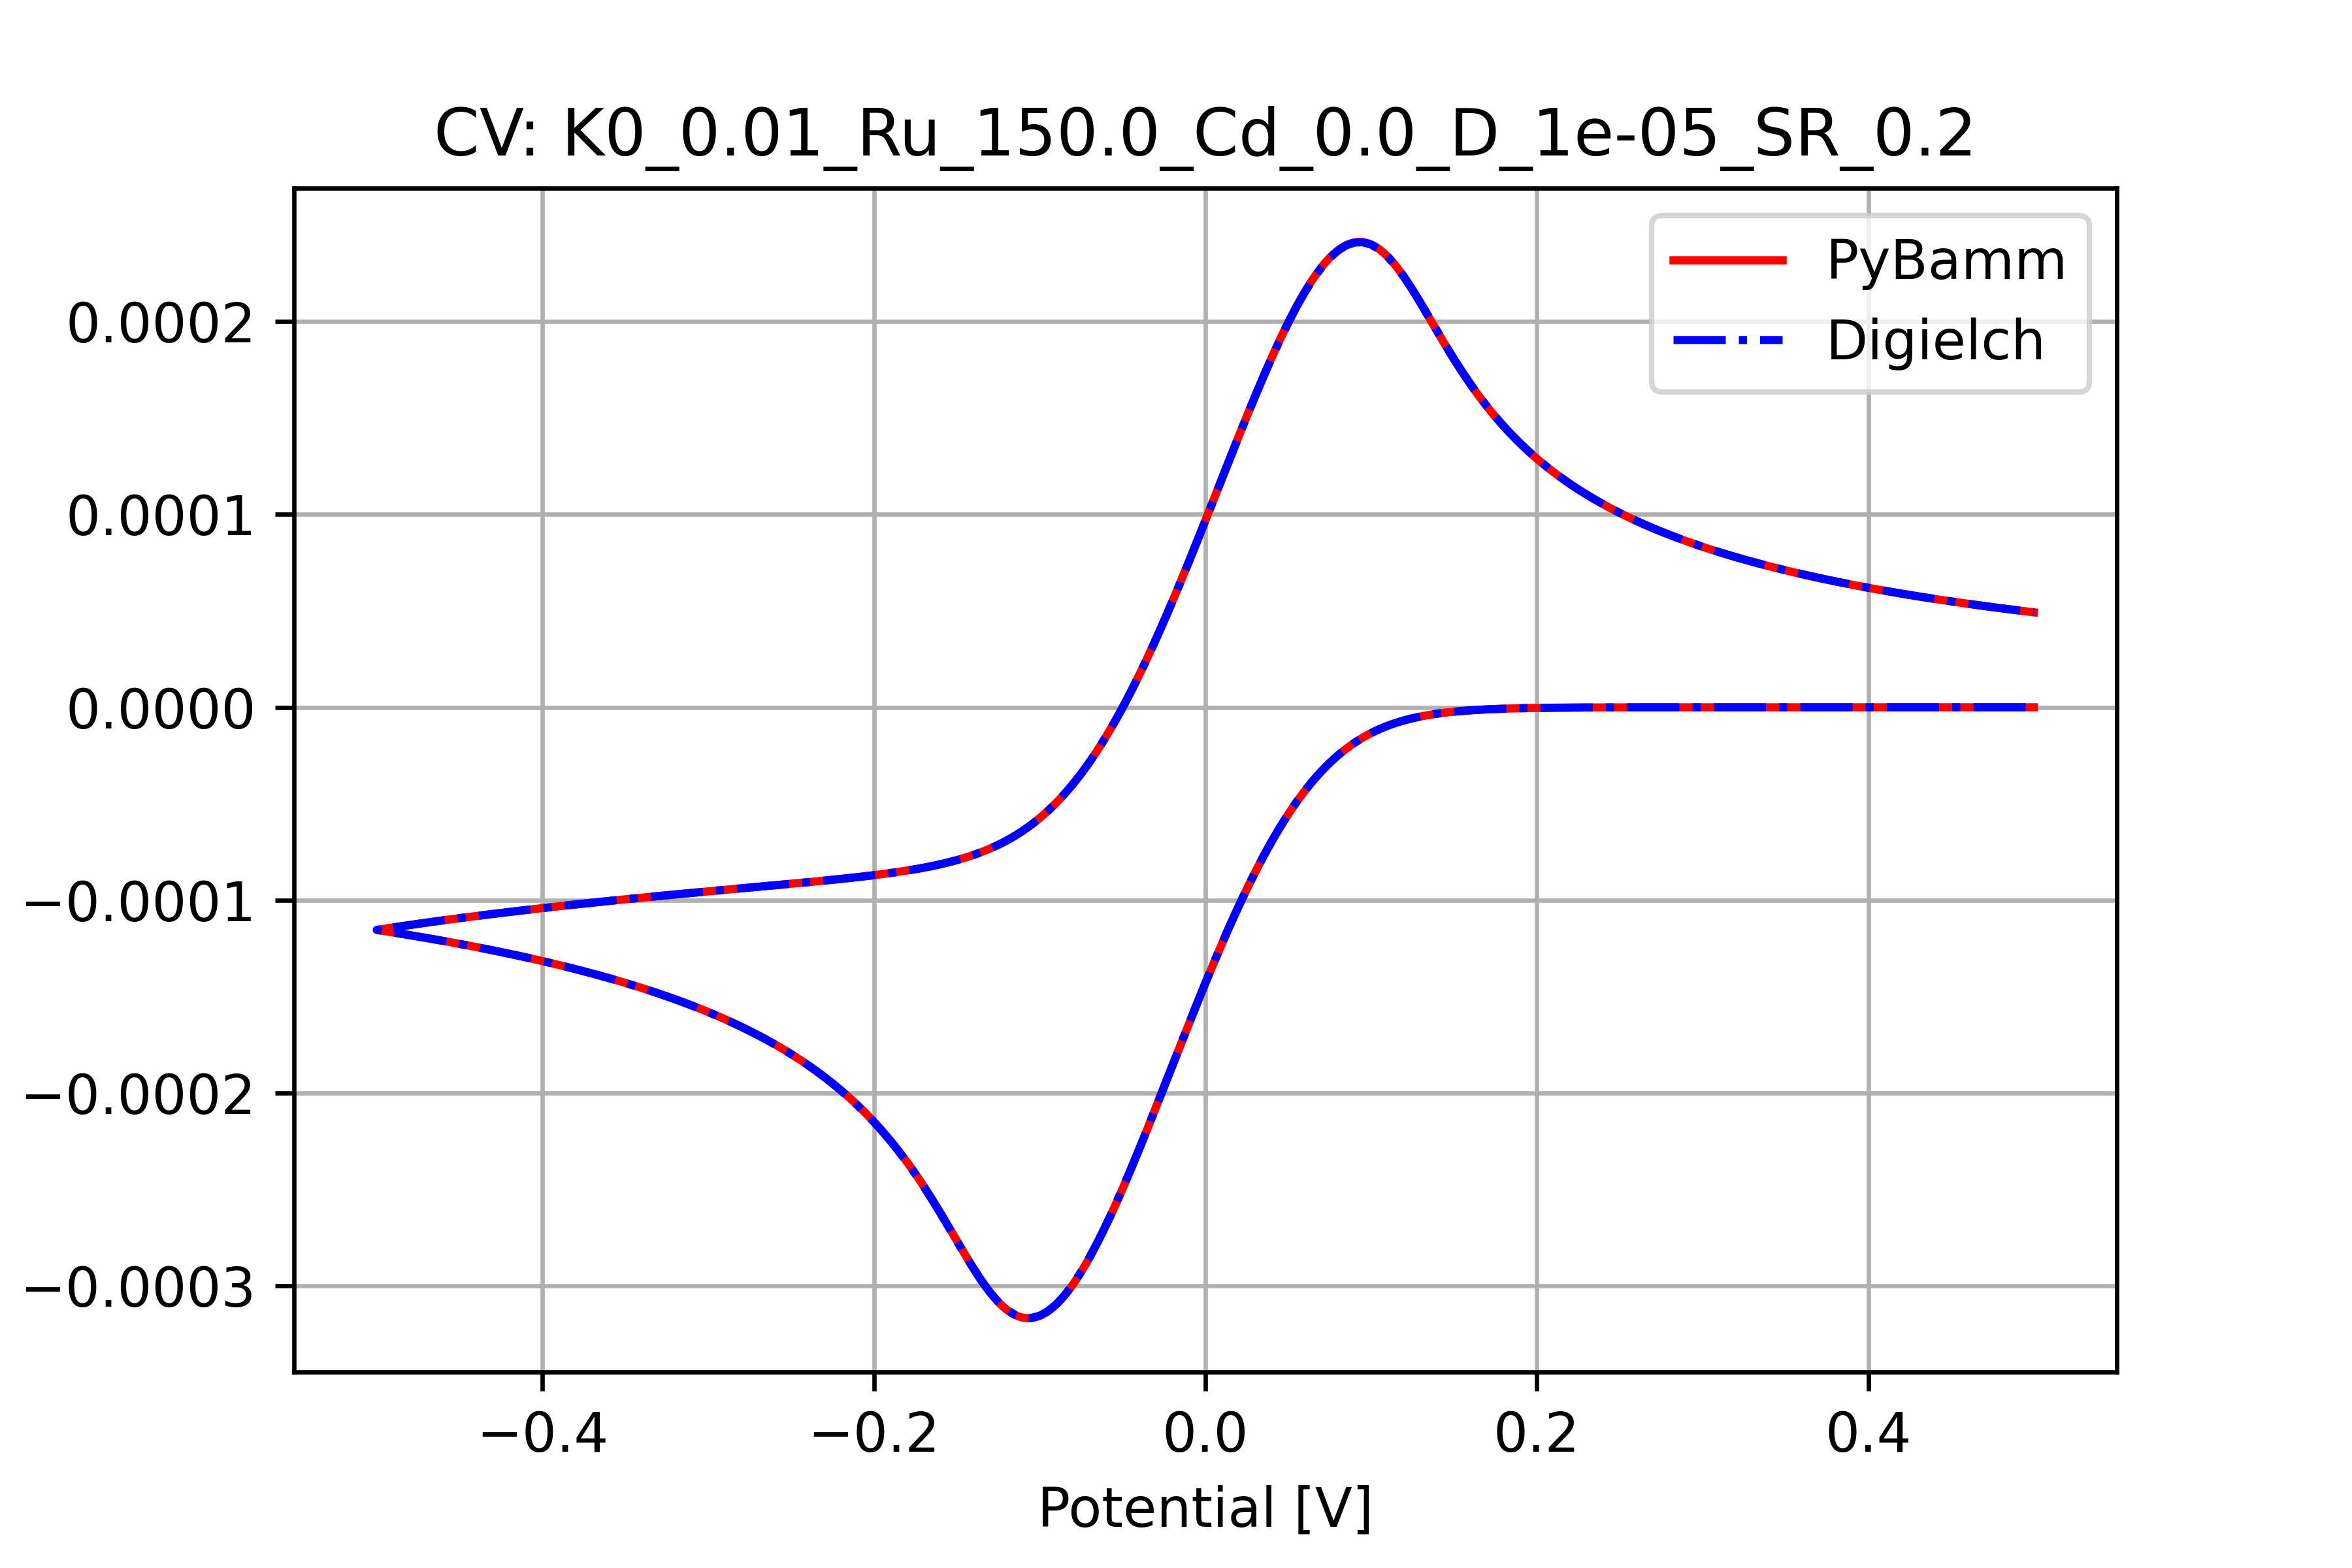 CV: K0_0.01_Ru_150.0_Cd_0.0_D_1e-05_SR_0.2
PyBamm
Digielch
0.0002
0.0001
0.0000
−0.0001
−0.0002
−0.0003
−0.4 −0.2 0.0 0.2 0.4
Potential [V]